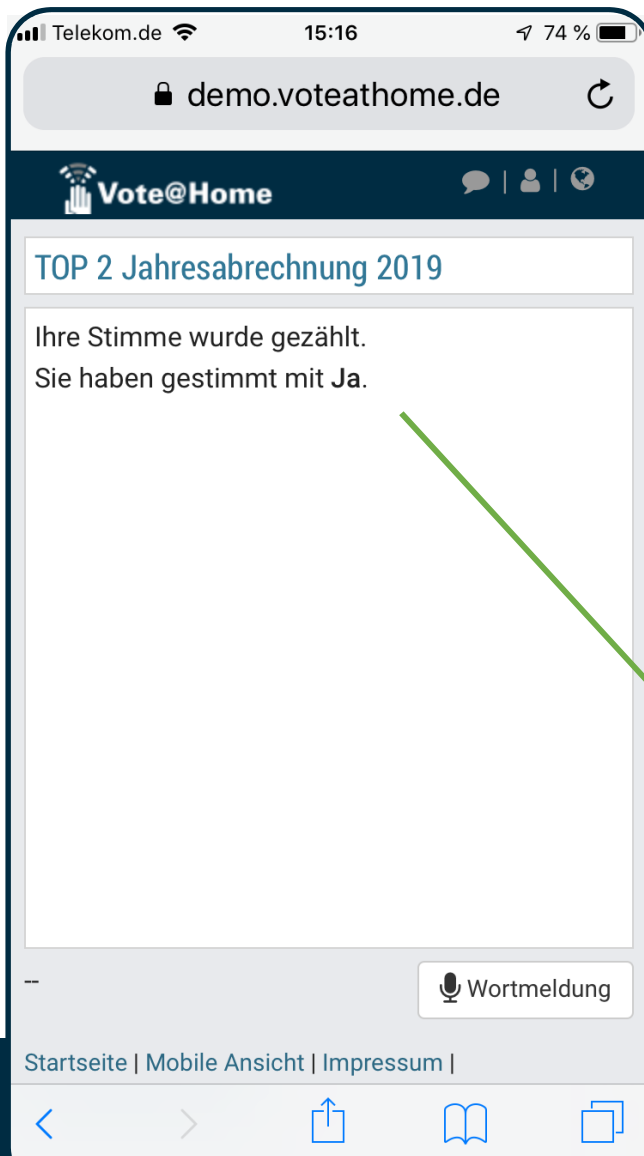 Telekom.de 15:16 74 %
demo.voteathome.de
Vote@Home
TOP 2 Jahresabrechnung 2019
Ihre Stimme wurde gezählt.
Sie haben gestimmt mit Ja.
--
Wortmeldung
Startseite | Mobile Ansicht | Impressum |